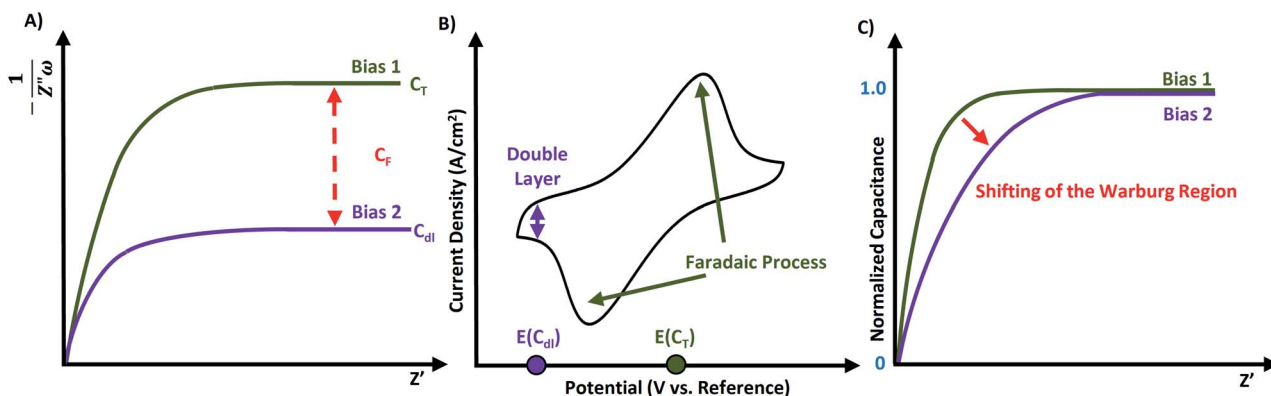 A)
1
−
Z''ω
Bias 1
C_T
C_F
Bias 2
C_dl
Z'
B)
Current Density (A/cm²)
Double
Layer
Faradaic Process
E(C_dl)
E(C_T)
Potential (V vs. Reference)
C)
Normalized Capacitance
1.0
Bias 1
Bias 2
Shifting of the Warburg Region
0
Z'